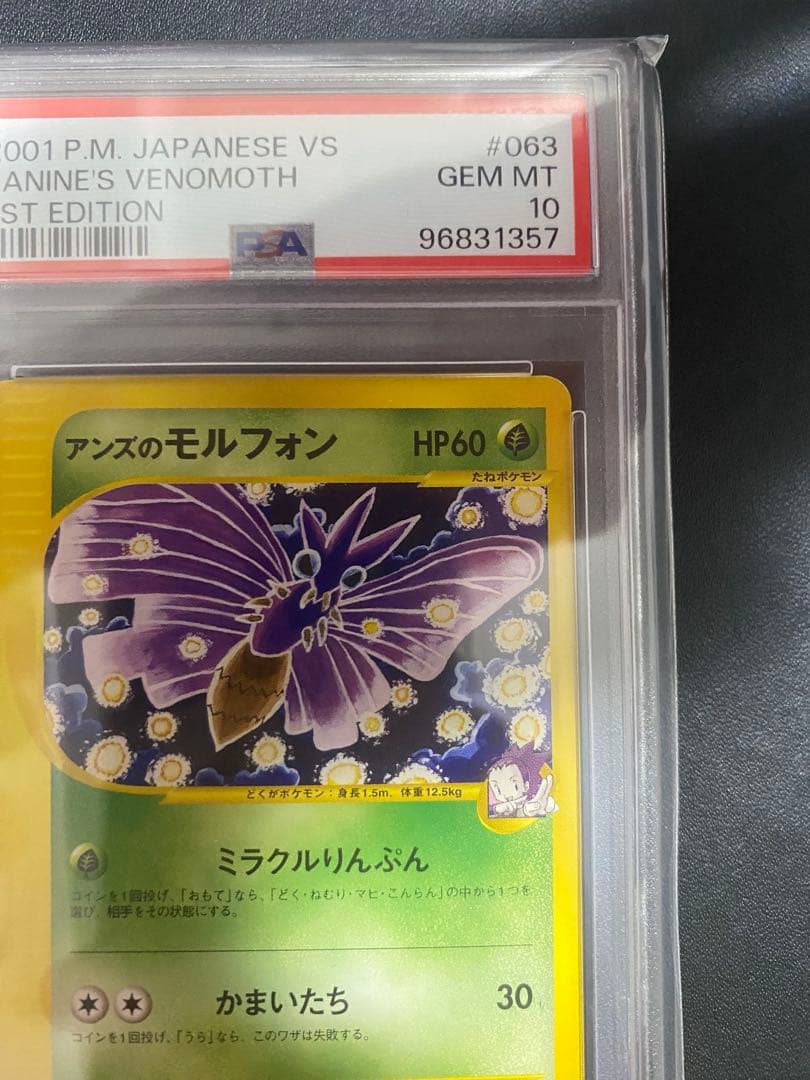 2001 P.M. JAPANESE VS #063
ANINE'S VENOMOTH GEM MT
ST EDITION 10
PSA 96831357
アンズのモルフォン HP60
たねポケモン
どくがポケモン：身長1.5m 体重12.5kg
ミラクルりんぷん
コインを1回投げ、「おもて」なら、「どく・ねむり・マヒ・こんらん」の中から1つを
選び、相手をその状態にする。
かまいたち 30
コインを1回投げ、「うら」なら、このワザは失敗する。